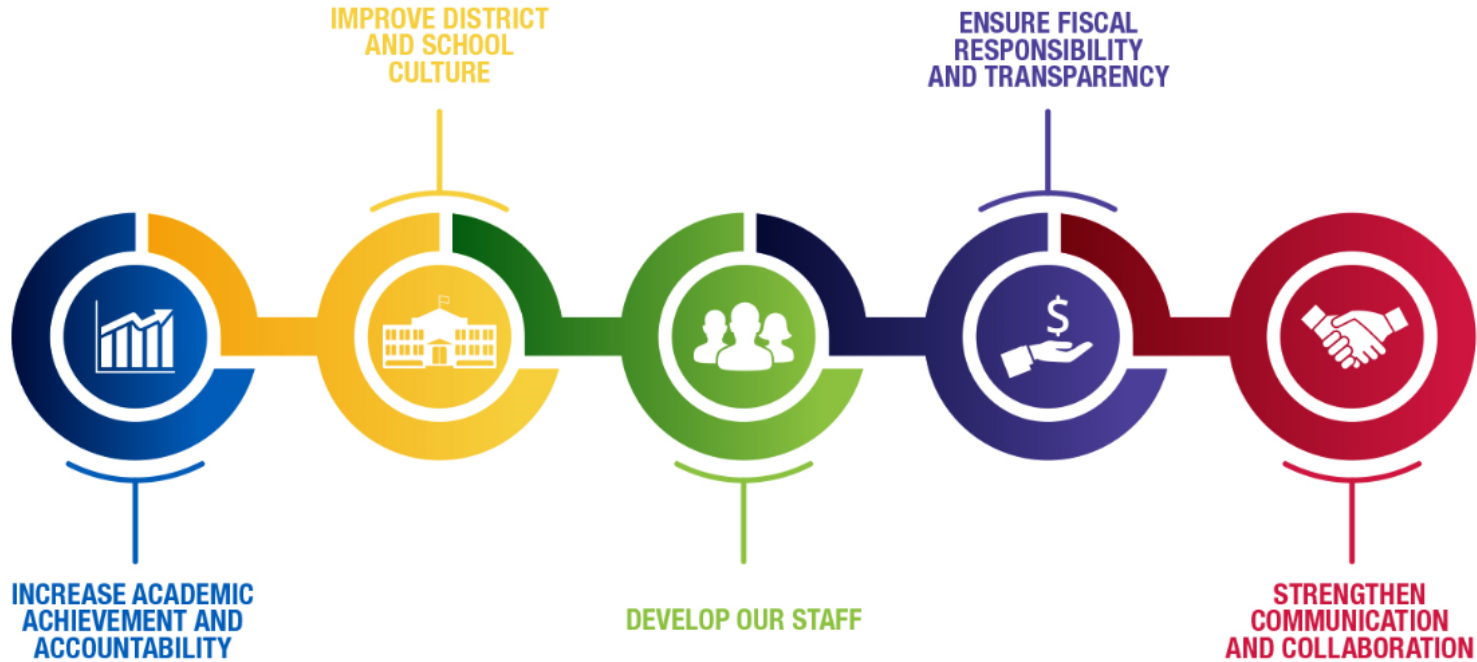 IMPROVE DISTRICT
AND SCHOOL
CULTURE
ENSURE FISCAL
RESPONSIBILITY
AND TRANSPARENCY
$
INCREASE ACADEMIC
ACHIEVEMENT AND
ACCOUNTABILITY
DEVELOP OUR STAFF
STRENGTHEN
COMMUNICATION
AND COLLABORATION